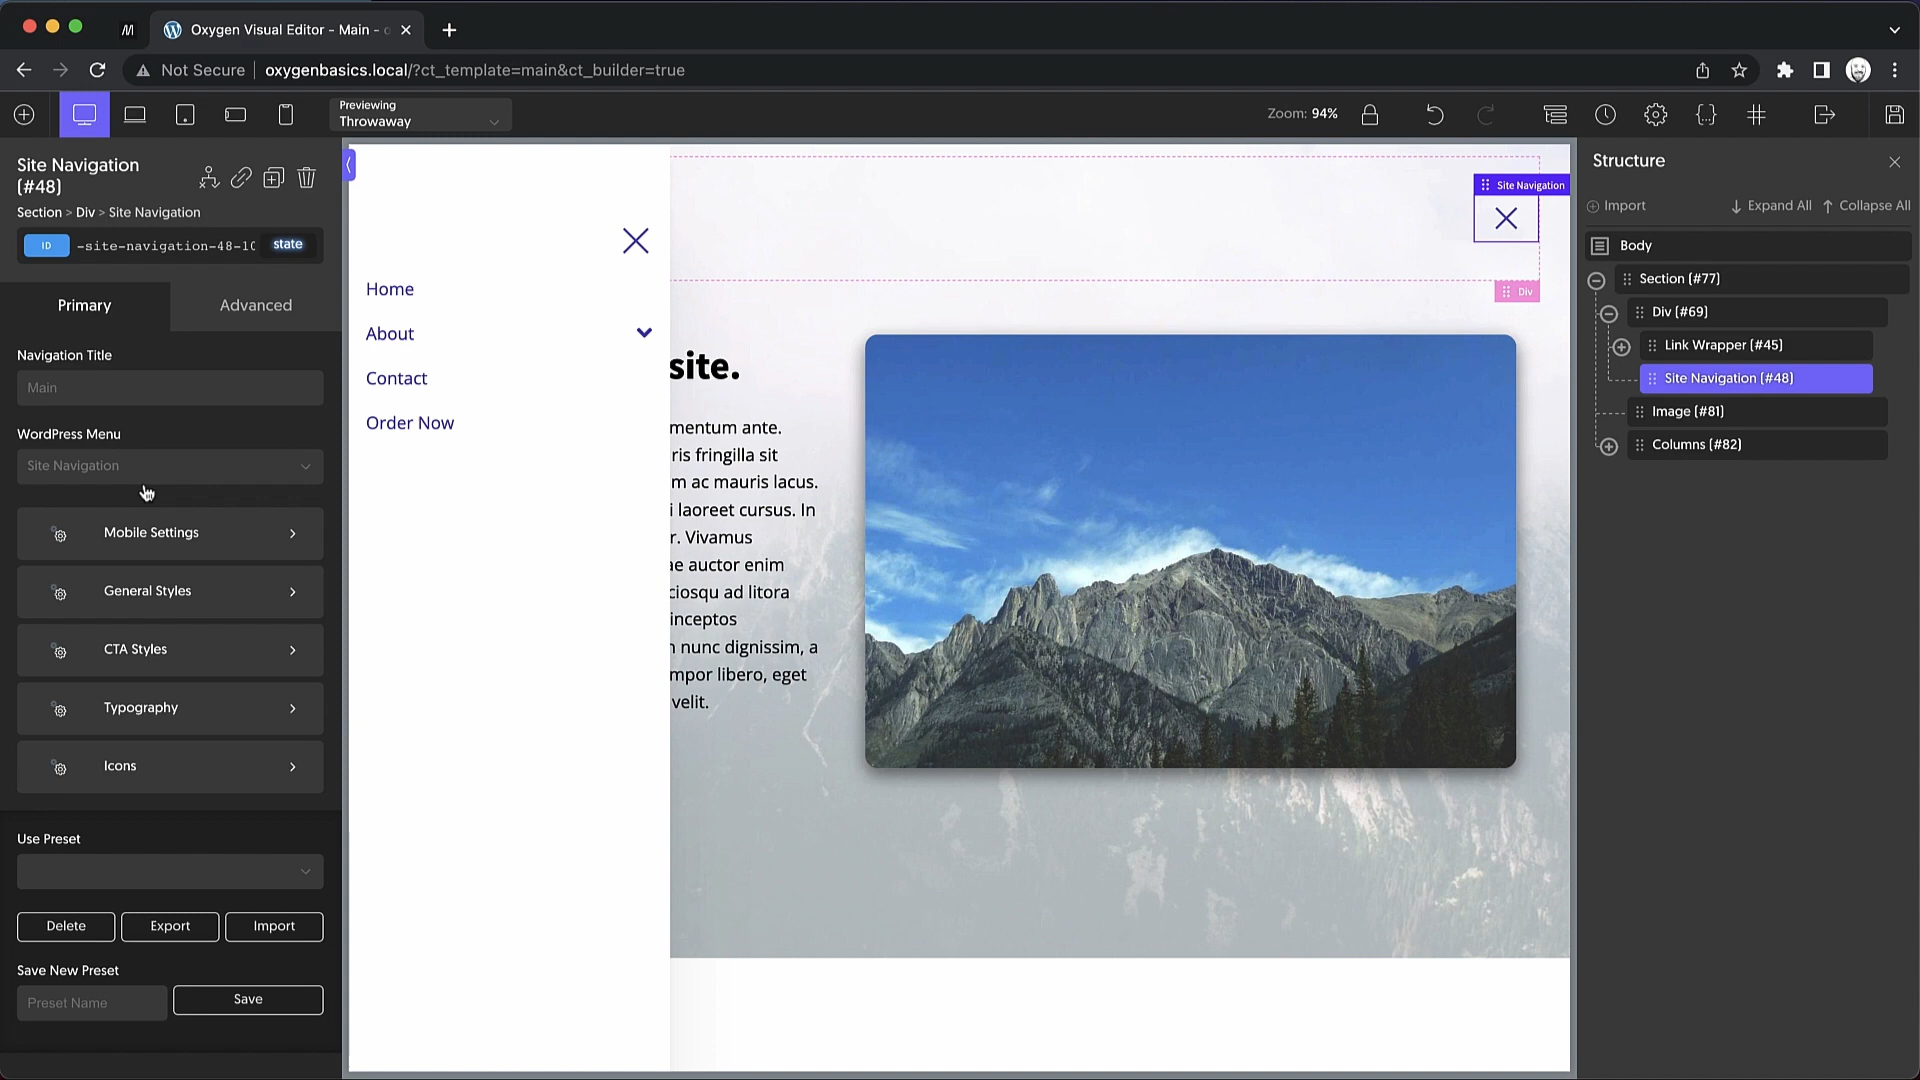 Oxygen Visual Editor - Main -
Not Secure
oxygenbasics.local/?ct_template=main&ct_builder=true
Previewing
Throwaway
Zoom: 94%
Site Navigation
(#48)
Section > Div > Site Navigation
ID
-site-navigation-48-10
state
Primary
Advanced
Navigation Title
Main
WordPress Menu
Site Navigation
Mobile Settings
General Styles
CTA Styles
Typography
Icons
Use Preset
Delete
Export
Import
Save New Preset
Preset Name
Save
Home
About
Contact
Order Now
Site Navigation
Div
site.
mentum ante.
ris fringilla sit
m ac mauris lacus.
i laoreet cursus. In
r. Vivamus
ae auctor enim
ciosqu ad litora
inceptos
nunc dignissim, a
mpor libero, eget
velit.
Structure
Import
Expand All
Collapse All
Body
Section (#77)
Div (#69)
Link Wrapper (#45)
Site Navigation (#48)
Image (#81)
Columns (#82)